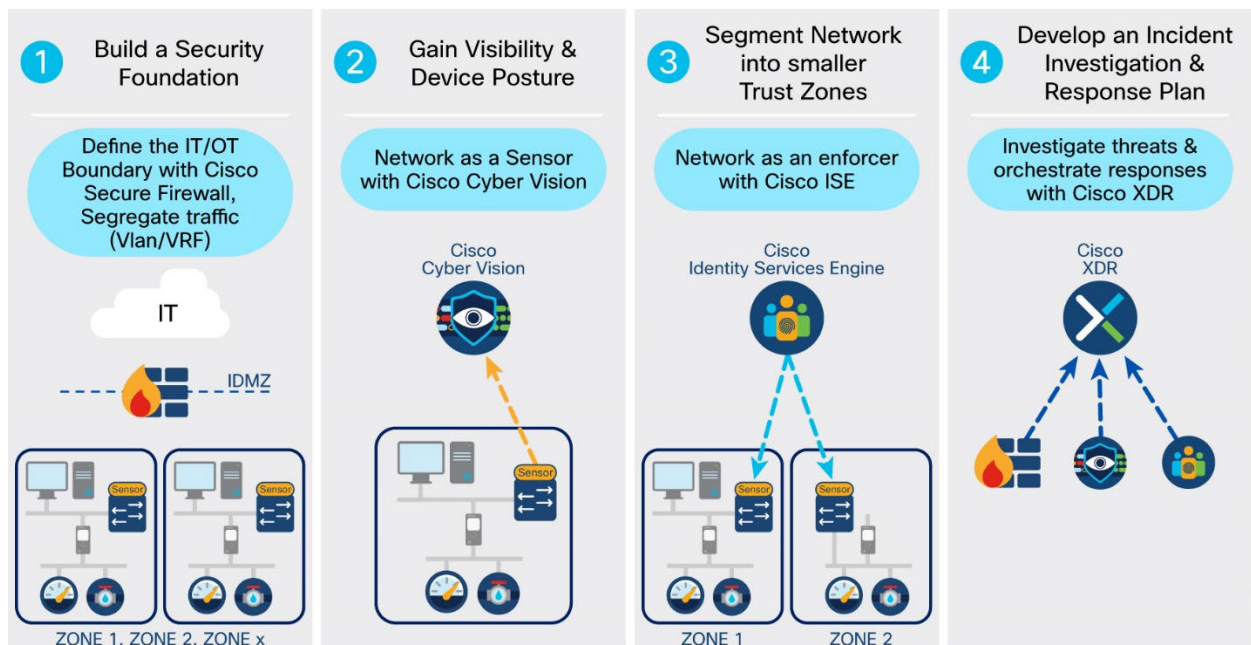 1
Build a Security
Foundation
Define the IT/OT
Boundary with Cisco
Secure Firewall,
Segregate traffic
(Vlan/VRF)
IT
IDMZ
Sensor
Sensor
ZONE 1, ZONE 2, ZONE x
2
Gain Visibility &
Device Posture
Network as a Sensor
with Cisco Cyber Vision
Cisco
Cyber Vision
Sensor
3
Segment Network
into smaller
Trust Zones
Network as an enforcer
with Cisco ISE
Cisco
Identity Services Engine
Sensor
Sensor
ZONE 1
ZONE 2
4
Develop an Incident
Investigation &
Response Plan
Investigate threats &
orchestrate responses
with Cisco XDR
Cisco
XDR